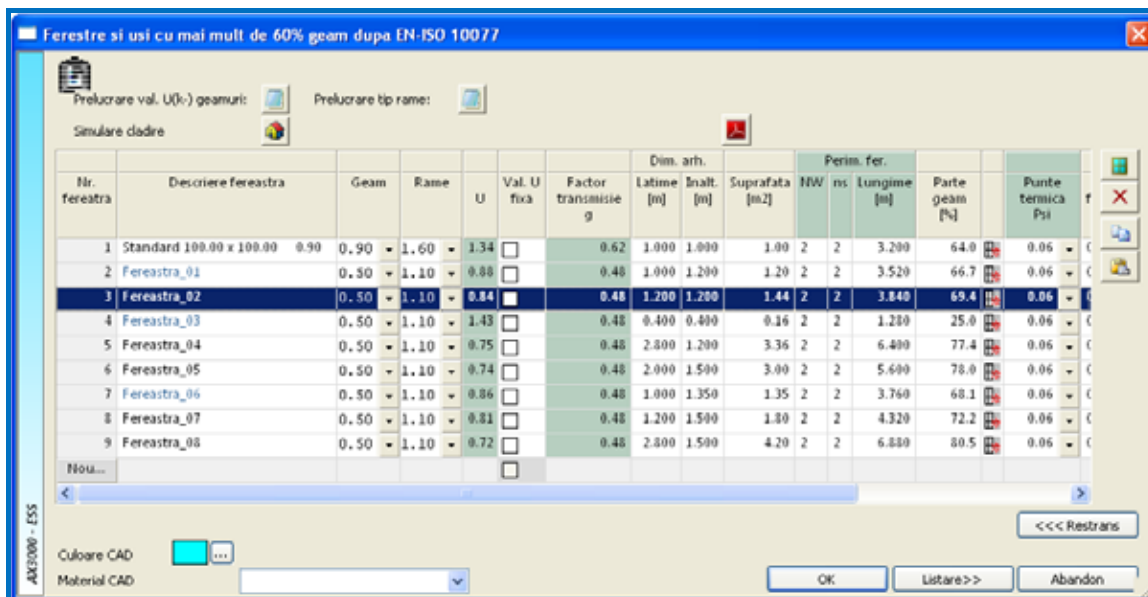 Ferestre si usi cu mai mult de 60% geam dupa EN-ISO 10077
Prelucrare val. U(k-) geamuri: Prelucrare tip rame:
Simulare cladire
Dim. arh. Perim. fer.
Nr. fereatra Descriere fereastra Geam Rame U Val. U fixa Factor transmisie g Latime [m] Inalt. [m] Suprafata [m2] NW ns Lungime [m] Parte geam [%] Punte termica Psi f
1 Standard 100.00 x 100.00 0.90 0.90 1.60 1.34 0.62 1.000 1.000 1.00 2 2 3.200 64.0 0.06
2 Fereastra_01 0.50 1.10 0.88 0.48 1.000 1.200 1.20 2 2 3.520 66.7 0.06
3 Fereastra_02 0.50 1.10 0.84 0.48 1.200 1.200 1.44 2 2 3.840 69.4 0.06
4 Fereastra_03 0.50 1.10 1.43 0.48 0.400 0.400 0.16 2 2 1.280 25.0 0.06
5 Fereastra_04 0.50 1.10 0.75 0.48 2.800 1.200 3.36 2 2 6.400 77.4 0.06
6 Fereastra_05 0.50 1.10 0.74 0.48 2.000 1.500 3.00 2 2 5.600 78.0 0.06
7 Fereastra_06 0.50 1.10 0.86 0.48 1.000 1.350 1.35 2 2 3.760 68.1 0.06
8 Fereastra_07 0.50 1.10 0.81 0.48 1.200 1.500 1.80 2 2 4.320 72.2 0.06
9 Fereastra_08 0.50 1.10 0.72 0.48 2.800 1.500 4.20 2 2 6.880 80.5 0.06
Nou...
<<< Restrans
Culoare CAD ...
Material CAD
OK Listare>> Abandon
AX3000 - ESS